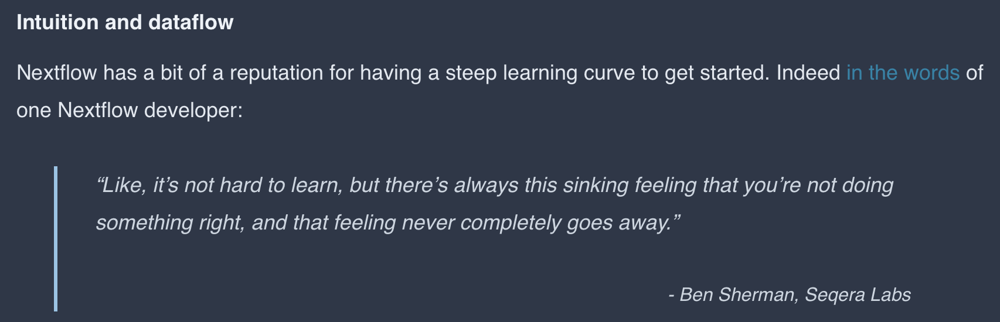 Intuition and dataflow
Nextflow has a bit of a reputation for having a steep learning curve to get started. Indeed in the words of
one Nextflow developer:
“Like, it’s not hard to learn, but there’s always this sinking feeling that you’re not doing
something right, and that feeling never completely goes away.”
- Ben Sherman, Seqera Labs